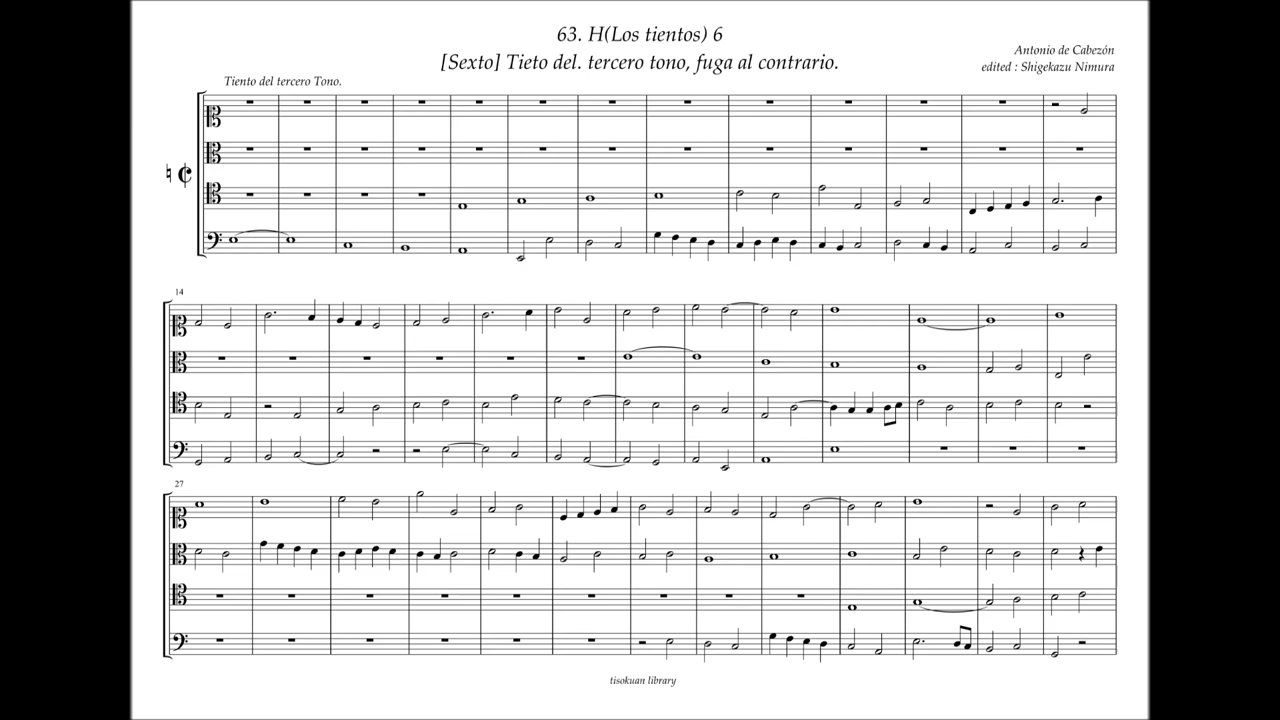 63. H(Los tientos) 6
[Sexto] Tieto del. tercero tono, fuga al contrario.
Antonio de Cabezón
edited : Shigekazu Nimura
Tiento del tercero Tono.
14
27
tisokuan library